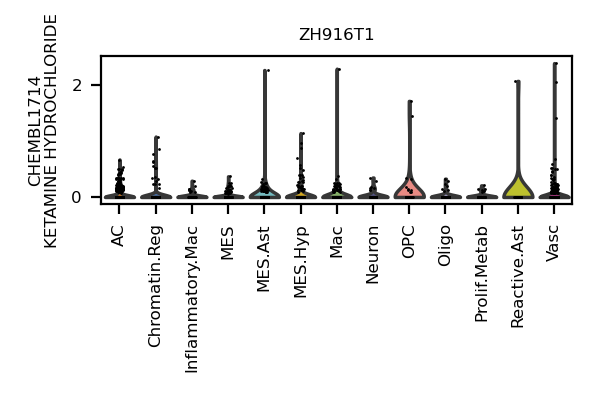 ZH916T1
CHEMBL1714
KETAMINE HYDROCHLORIDE
2
0
AC
Chromatin.Reg
Inflammatory.Mac
MES
MES.Ast
MES.Hyp
Mac
Neuron
OPC
Oligo
Prolif.Metab
Reactive.Ast
Vasc